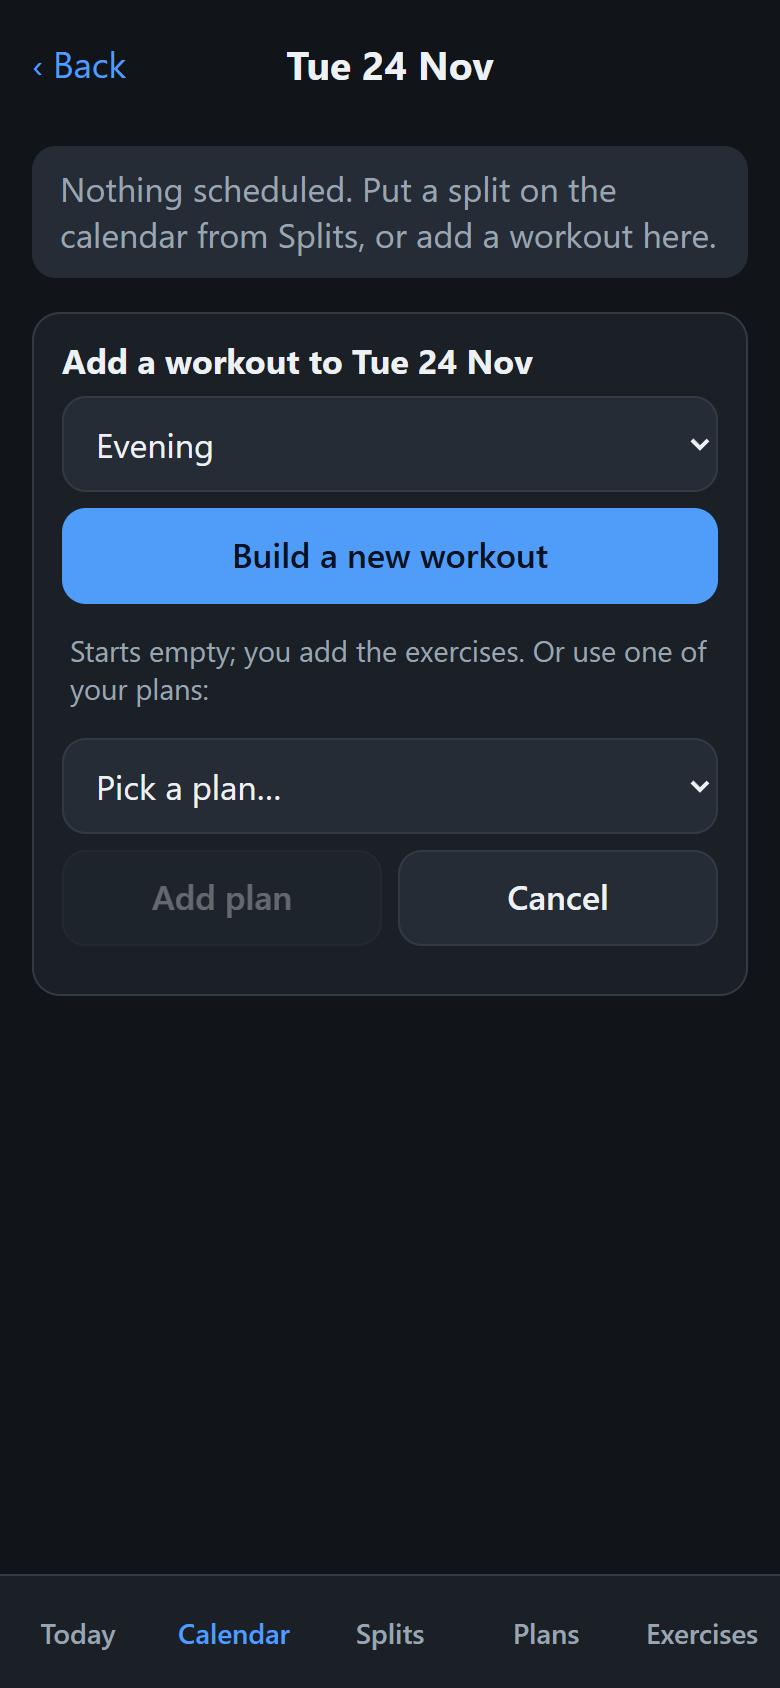 ‹ Back
Tue 24 Nov
Nothing scheduled. Put a split on the
calendar from Splits, or add a workout here.
Add a workout to Tue 24 Nov
Evening
Build a new workout
Starts empty; you add the exercises. Or use one of
your plans:
Pick a plan...
Add plan
Cancel
Today
Calendar
Splits
Plans
Exercises